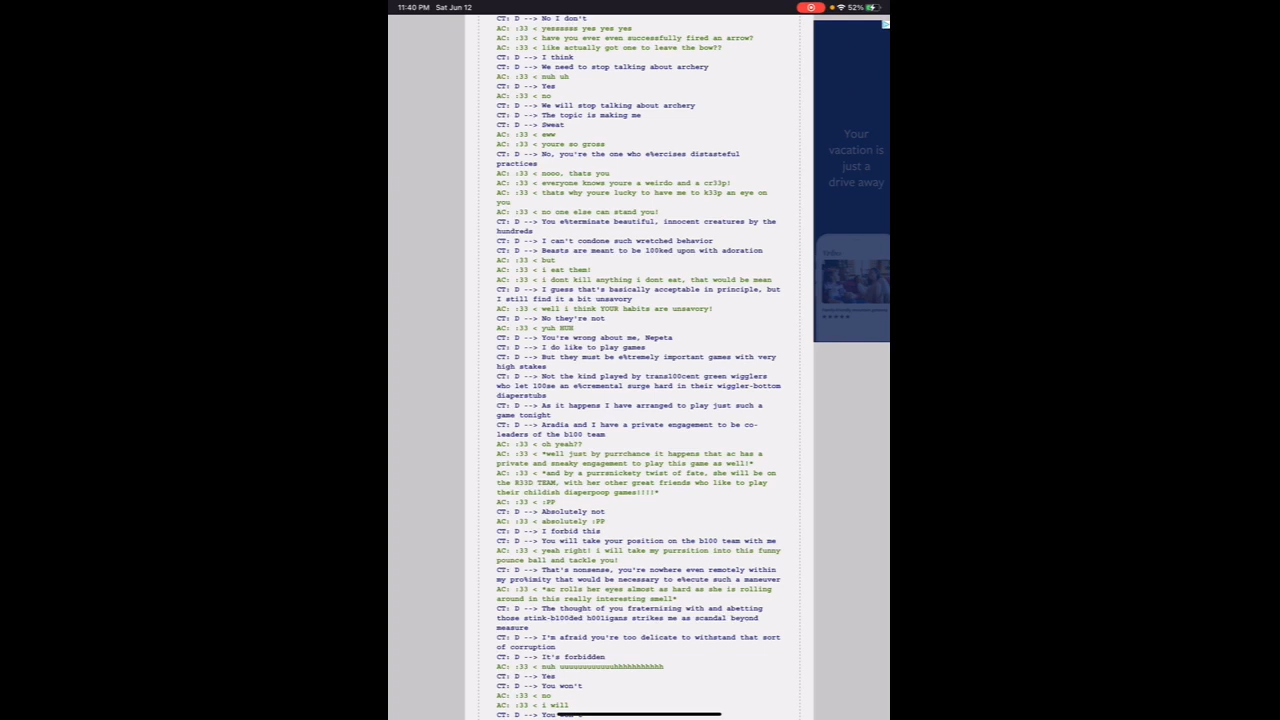 11:40 PM Sat Jun 12
52%
CT: D --> No I don't
AC: :33 < yesssssss yes yes yes
AC: :33 < have you ever even successfully fired an arrow?
AC: :33 < like actually got one to leave the bow??
CT: D --> I think
CT: D --> We need to stop talking about archery
AC: :33 < nuh uh
CT: D --> Yes
AC: :33 < no
CT: D --> We will stop talking about archery
CT: D --> The topic is making me
CT: D --> Sweat
AC: :33 < eww
AC: :33 < youre so gross
CT: D --> No, you're the one who e%ercises distasteful
practices
AC: :33 < nooo, thats you
AC: :33 < everyone knows youre a weirdo and a cr33p!
AC: :33 < thats why youre lucky to have me to k33p an eye on
you
AC: :33 < no one else can stand you!
CT: D --> You e%terminate beautiful, innocent creatures by the
hundreds
CT: D --> I can't condone such wretched behavior
CT: D --> Beasts are meant to be 100ked upon with adoration
AC: :33 < but
AC: :33 < i eat them!
AC: :33 < i dont kill anything i dont eat, that would be mean
CT: D --> I guess that's basically acceptable in principle, but
I still find it a bit unsavory
AC: :33 < well i think YOUR habits are unsavory!
CT: D --> No they're not
AC: :33 < yuh HUH
CT: D --> You're wrong about me, Nepeta
CT: D --> I do like to play games
CT: D --> But they must be e%tremely important games with very
high stakes
CT: D --> Not the kind played by trans100cent green wigglers
who let 100se an e%cremental surge hard in their wiggler-bottom
diaperstubs
CT: D --> As it happens I have arranged to play just such a
game tonight
CT: D --> Aradia and I have a private engagement to be co-
leaders of the b100 team
AC: :33 < oh yeah??
AC: :33 < *well just by purrchance it happens that ac has a
private and sneaky engagement to play this game as well!*
AC: :33 < *and by a purrsnickety twist of fate, she will be on
the R33D TEAM, with her other great friends who like to play
their childish diaperpoop games!!!!*
AC: :33 < :PP
CT: D --> Absolutely not
AC: :33 < absolutely :PP
CT: D --> I forbid this
CT: D --> You will take your position on the b100 team with me
AC: :33 < yeah right! i will take my purrsition into this funny
pounce ball and tackle you!
CT: D --> That's nonsense, you're nowhere even remotely within
my pro%imity that would be necessary to e%ecute such a maneuver
AC: :33 < *ac rolls her eyes almost as hard as she is rolling
around in this really interesting smell*
CT: D --> The thought of you fraternizing with and abetting
those stink-b100ded h001igans strikes me as scandal beyond
measure
CT: D --> I'm afraid you're too delicate to withstand that sort
of corruption
CT: D --> It's forbidden
AC: :33 < nuh uuuuuuuuuuuuhhhhhhhhhhh
CT: D --> Yes
CT: D --> You won't
AC: :33 < no
AC: :33 < i will
CT: D --> You
Your
vacation is
just a
drive away